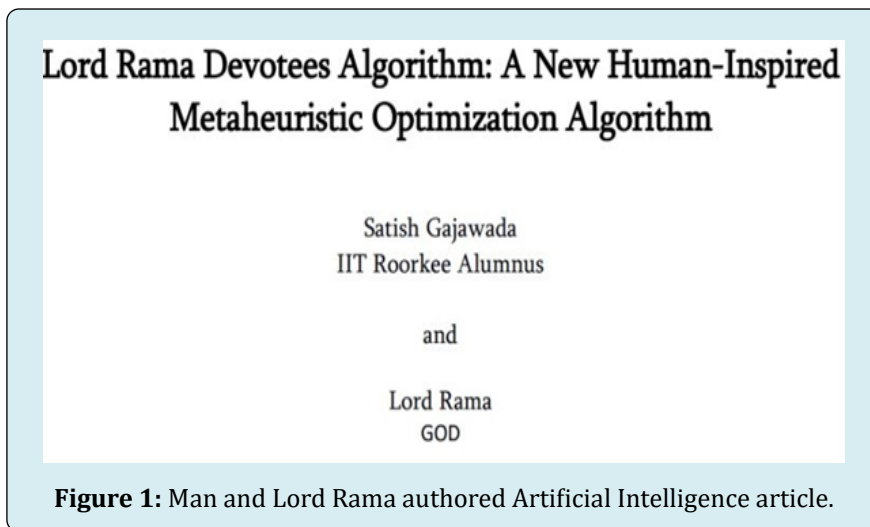 Lord Rama Devotees Algorithm: A New Human-Inspired
Metaheuristic Optimization Algorithm
Satish Gajawada
IIT Roorkee Alumnus
and
Lord Rama
GOD
Figure 1: Man and Lord Rama authored Artificial Intelligence article.